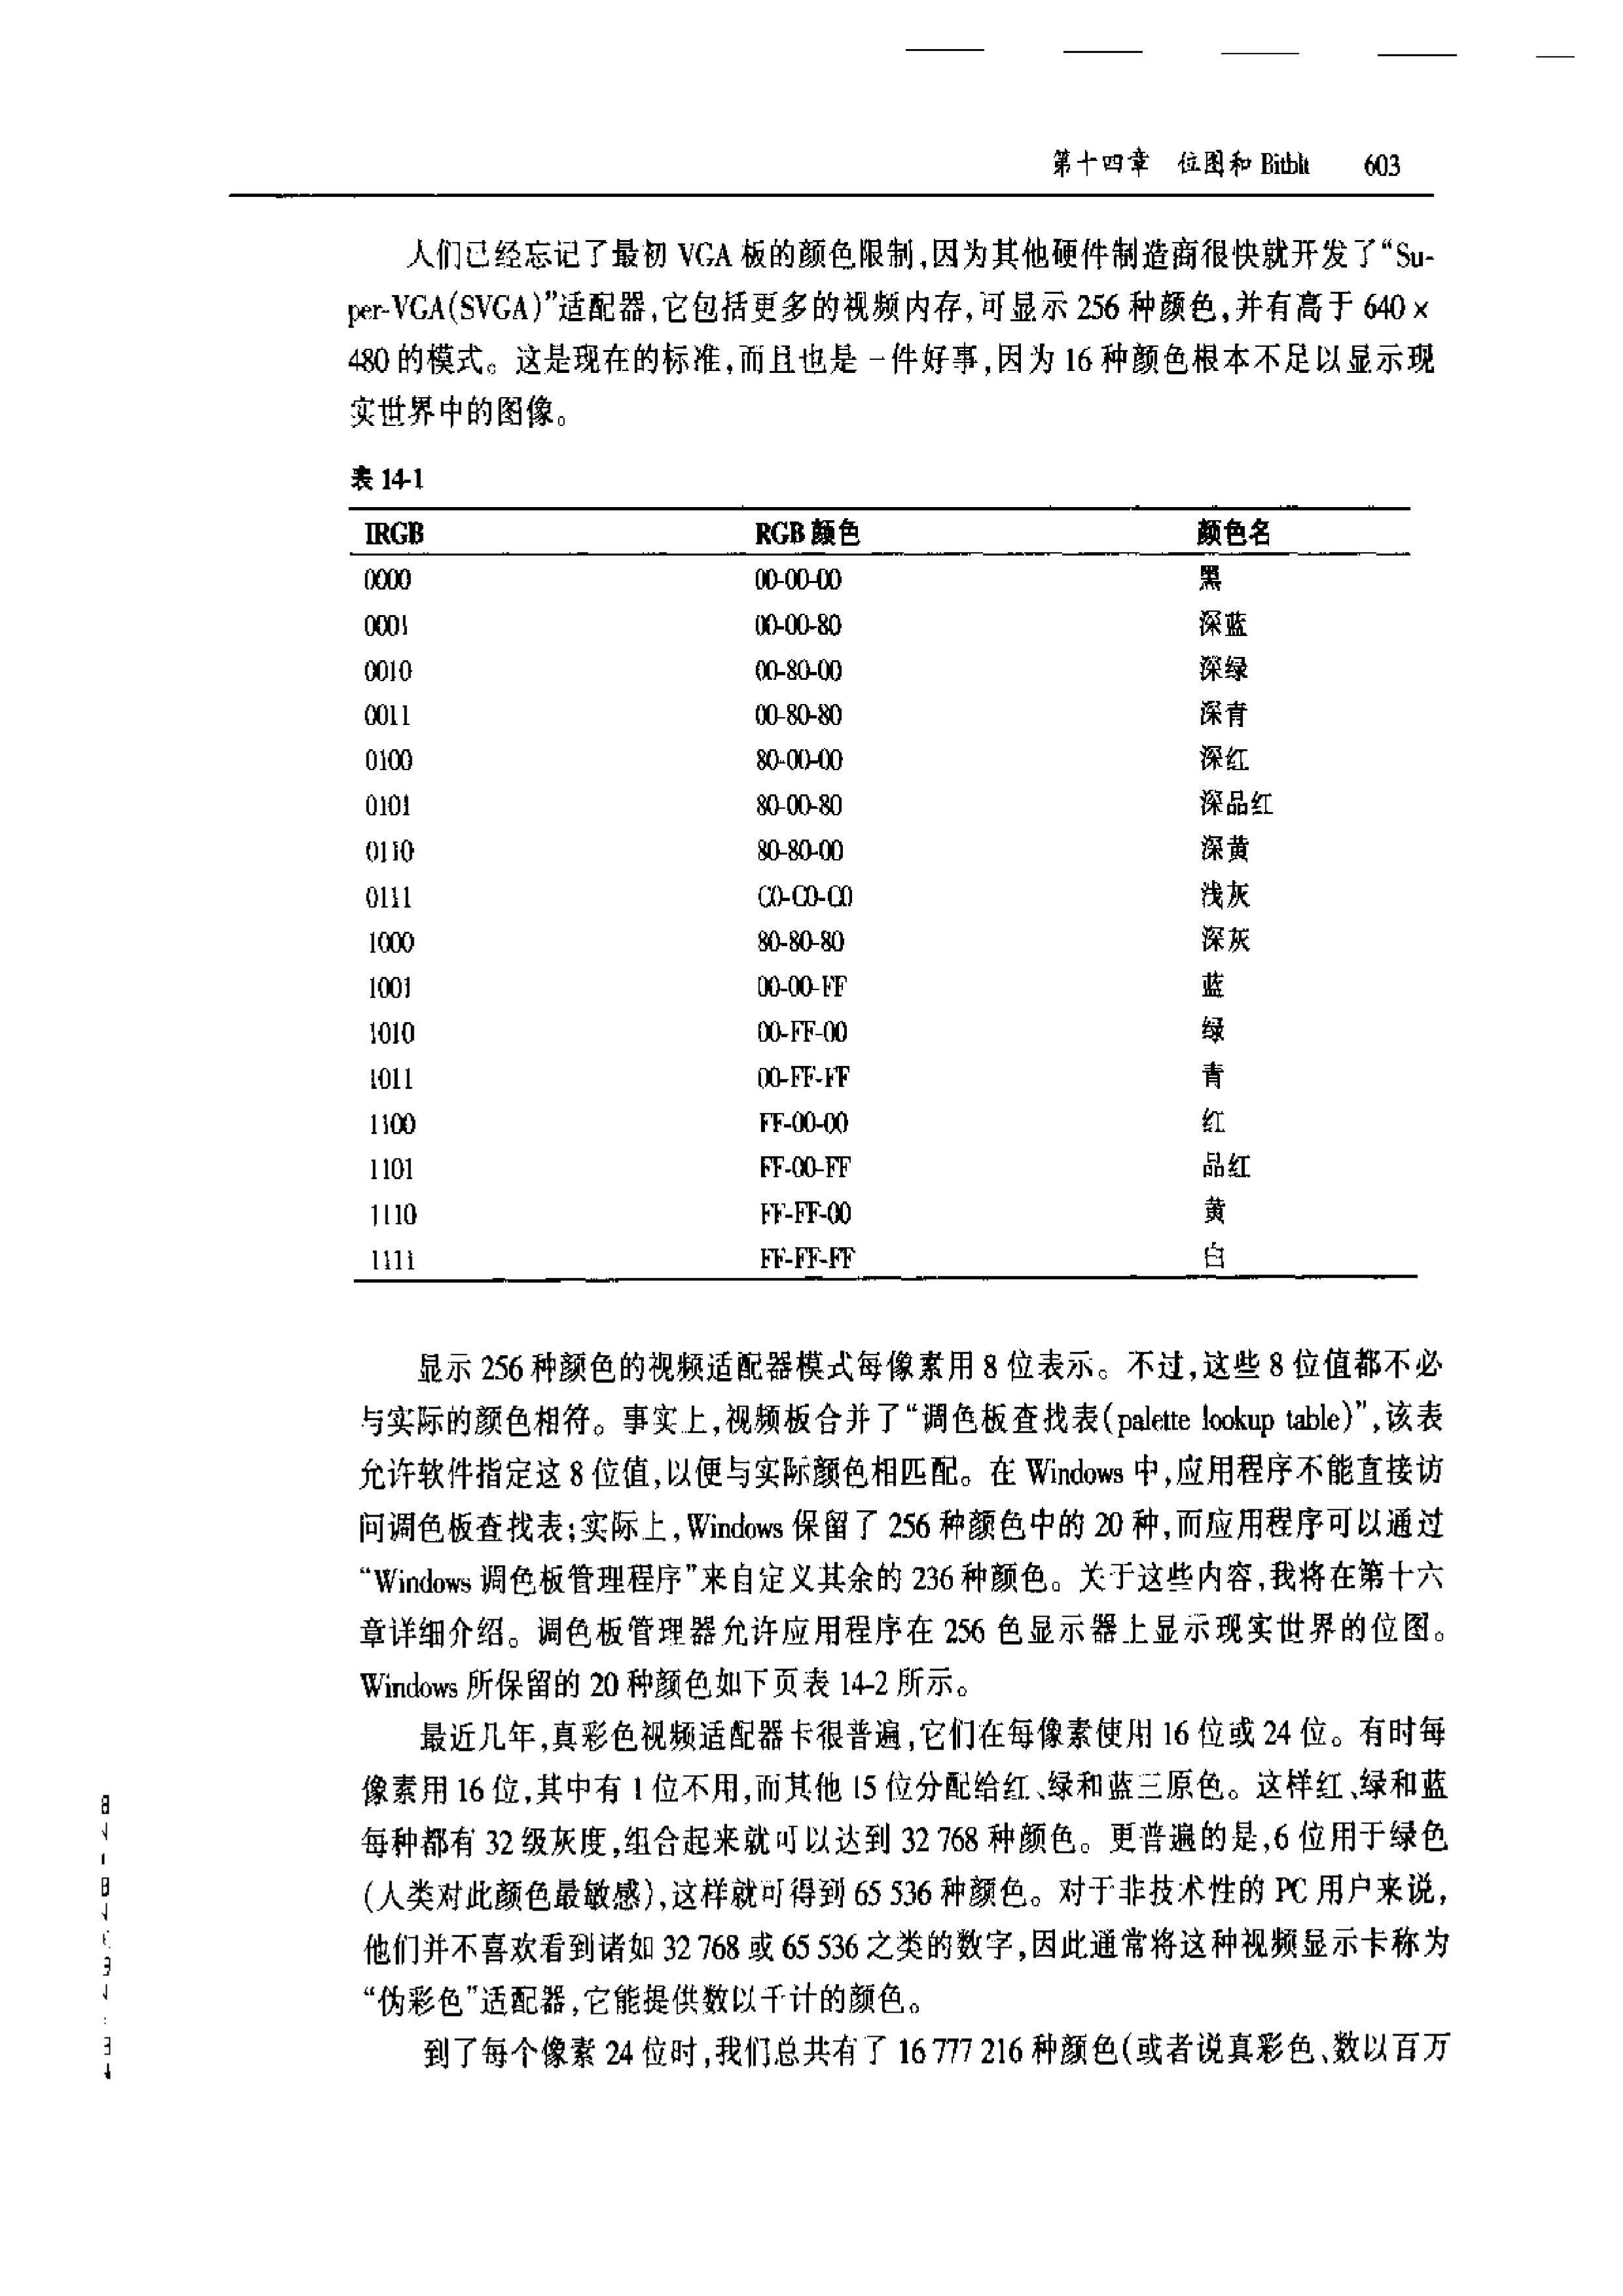 第十四章 位图和 Bitblt 603
人们已经忘记了最初 VGA 板的颜色限制,因为其他硬件制造商很快就开发了“Su-
per-VGA(SVGA)”适配器,它包括更多的视频内存,可显示 256 种颜色,并有高于 640 ×
480 的模式。这是现在的标准,而且也是一件好事,因为 16 种颜色根本不足以显示现
实世界中的图像。
表 14-1
IRGB RGB 颜色 颜色名
0000 00-00-00 黑
0001 00-00-80 深蓝
0010 00-80-00 深绿
0011 00-80-80 深青
0100 80-00-00 深红
0101 80-00-80 深品红
0110 80-80-00 深黄
0111 C0-C0-C0 浅灰
1000 80-80-80 深灰
1001 00-00-FF 蓝
1010 00-FF-00 绿
1011 00-FF-FF 青
1100 FF-00-00 红
1101 FF-00-FF 品红
1110 FF-FF-00 黄
1111 FF-FF-FF 白
显示 256 种颜色的视频适配器模式每像素用 8 位表示。不过,这些 8 位值都不必
与实际的颜色相符。事实上,视频板合并了“调色板查找表(palette lookup table)”,该表
允许软件指定这 8 位值,以便与实际颜色相匹配。在 Windows 中,应用程序不能直接访
问调色板查找表;实际上,Windows 保留了 256 种颜色中的 20 种,而应用程序可以通过
“Windows 调色板管理程序”来自定义其余的 236 种颜色。关于这些内容,我将在第十六
章详细介绍。调色板管理器允许应用程序在 256 色显示器上显示现实世界的位图。
Windows 所保留的 20 种颜色如下页表 14-2 所示。
最近几年,真彩色视频适配器卡很普遍,它们在每像素使用 16 位或 24 位。有时每
像素用 16 位,其中有 1 位不用,而其他 15 位分配给红、绿和蓝三原色。这样红、绿和蓝
每种都有 32 级灰度,组合起来就可以达到 32 768 种颜色。更普遍的是,6 位用于绿色
(人类对此颜色最敏感),这样就可得到 65 536 种颜色。对于非技术性的 PC 用户来说,
他们并不喜欢看到诸如 32 768 或 65 536 之类的数字,因此通常将这种视频显示卡称为
“伪彩色”适配器,它能提供数以千计的颜色。
到了每个像素 24 位时,我们总共有了 16 777 216 种颜色(或者说真彩色、数以百万